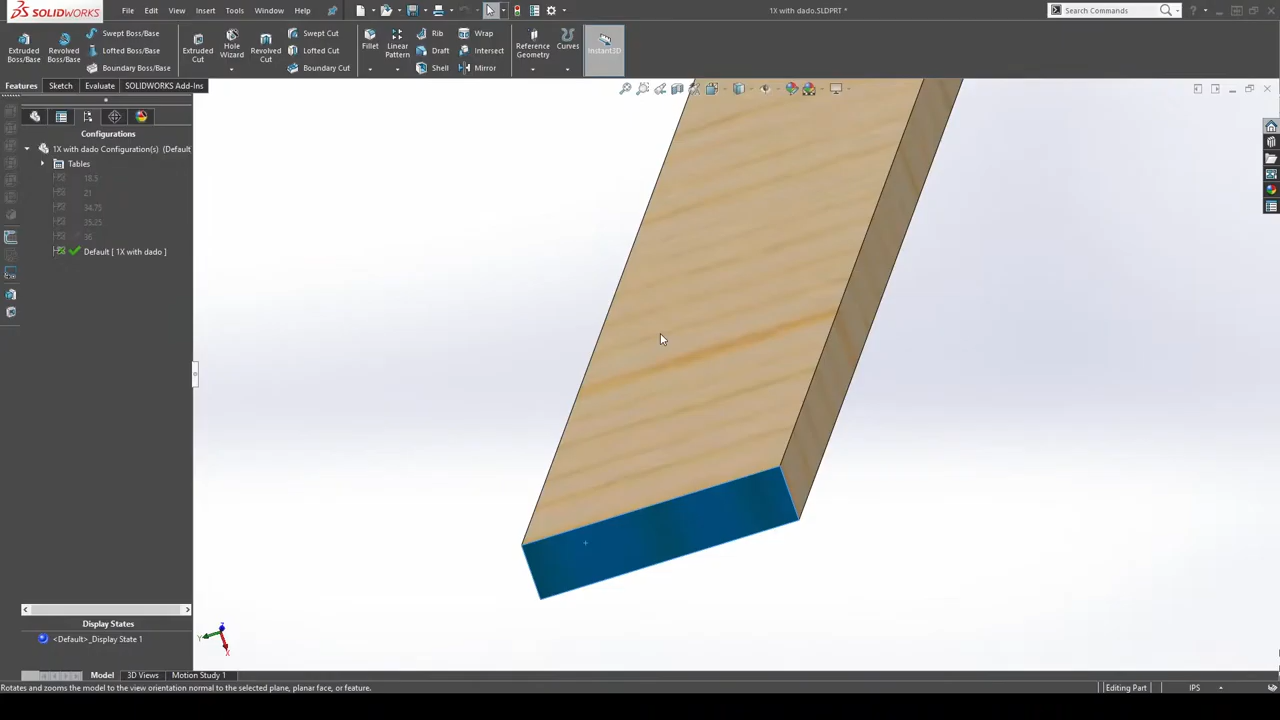 SOLIDWORKS
File Edit View Insert Tools Window Help
1X with dado.SLDPRT *
Search Commands
Extruded Boss/Base
Revolved Boss/Base
Swept Boss/Base
Lofted Boss/Base
Boundary Boss/Base
Extruded Cut
Hole Wizard
Revolved Cut
Swept Cut
Lofted Cut
Boundary Cut
Fillet
Linear Pattern
Rib
Draft
Shell
Wrap
Intersect
Mirror
Reference Geometry
Curves
Instant3D
Features Sketch Evaluate SOLIDWORKS Add-Ins
Configurations
1X with dado Configuration(s) (Default
Tables
18.5
21
34.75
35.25
36
Default [ 1X with dado ]
Display States
<Default>_Display State 1
Y
Z
X
Model 3D Views Motion Study 1
Rotates and zooms the model to the view orientation normal to the selected plane, planar face, or feature.
Editing Part
IPS